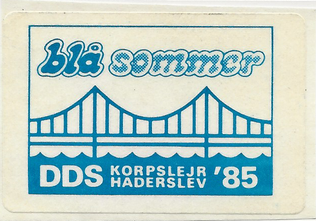 blå sommer
DDS KORPSLEJR HADERSLEV '85